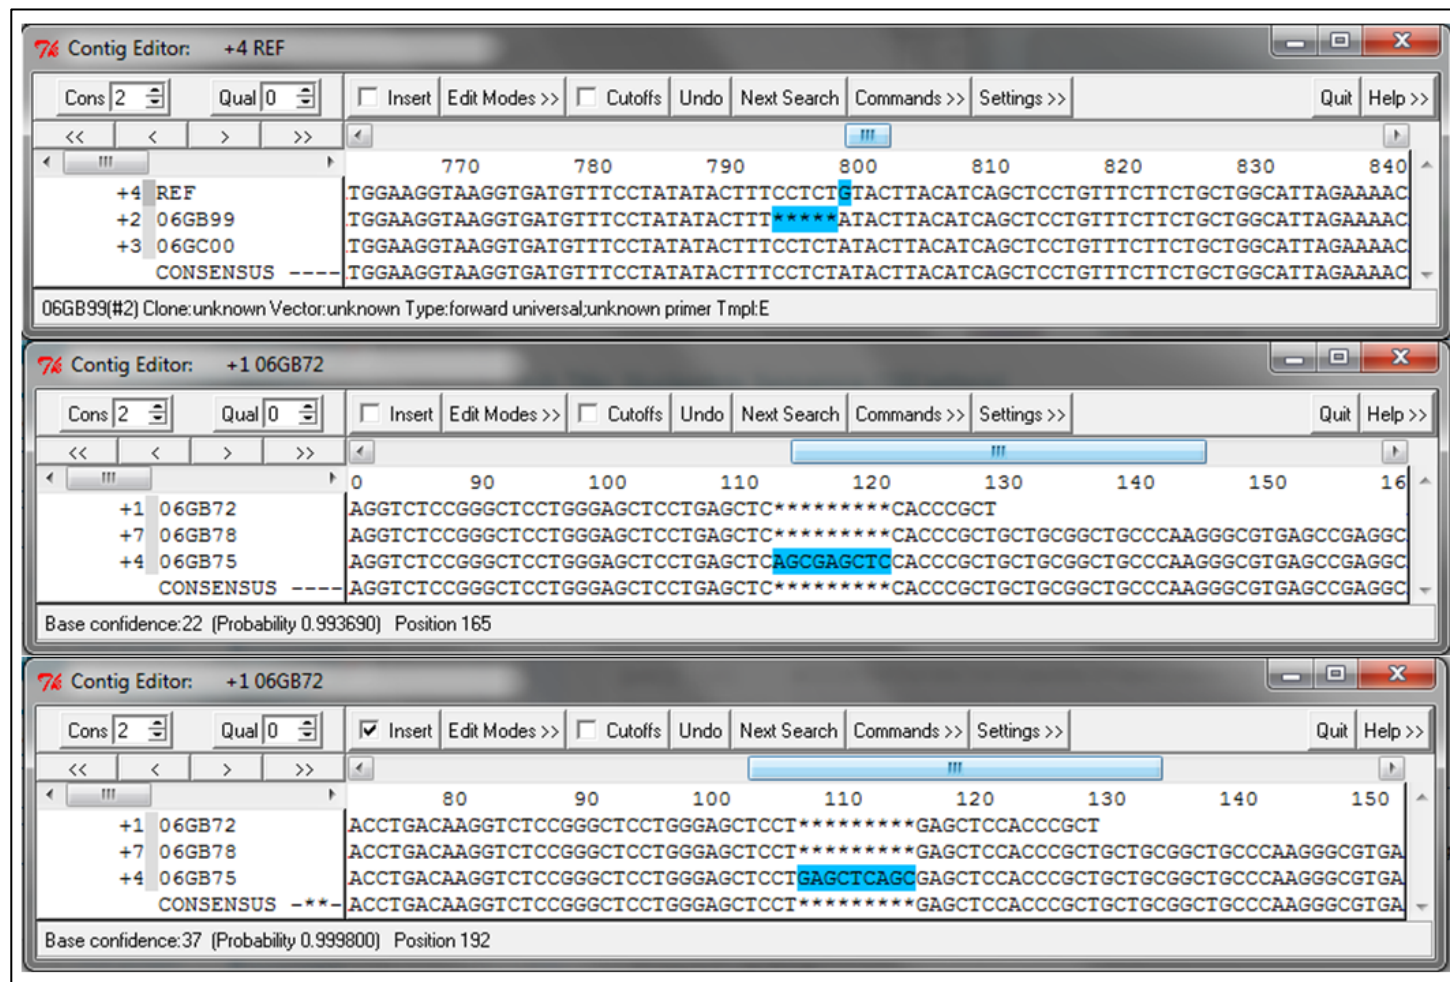 7k Contig Editor: +4 REF
Cons 2 Qual 0 Insert Edit Modes >> Cutoffs Undo Next Search Commands >> Settings >> Quit Help >>
<< < > >>
770 780 790 800 810 820 830 840
+4 REF TGGAAGGTAAGGTGATGTTTCCTATATACTTTCCTCTGTACTTACATCAGCTCCTGTTTCTTCTGCTGGCATTAGAAAAC
+2 06GB99 TGGAAGGTAAGGTGATGTTTCCTATATACTTT*****ATACTTACATCAGCTCCTGTTTCTTCTGCTGGCATTAGAAAAC
+3 06GC00 TGGAAGGTAAGGTGATGTTTCCTATATACTTTCCTCTATACTTACATCAGCTCCTGTTTCTTCTGCTGGCATTAGAAAAC
CONSENSUS ---- TGGAAGGTAAGGTGATGTTTCCTATATACTTTCCTCTATACTTACATCAGCTCCTGTTTCTTCTGCTGGCATTAGAAAAC
06GB99(#2) Clone:unknown Vector:unknown Type:forward universal;unknown primer Tmpl:E
7k Contig Editor: +1 06GB72
Cons 2 Qual 0 Insert Edit Modes >> Cutoffs Undo Next Search Commands >> Settings >> Quit Help >>
<< < > >>
0 90 100 110 120 130 140 150 16
+1 06GB72 AGGTCTCCGGGCTCCTGGGAGCTCCTGAGCTC*********CACCCGCT
+7 06GB78 AGGTCTCCGGGCTCCTGGGAGCTCCTGAGCTC*********CACCCGCTGCTGCGGCTGCCCAAGGGCGTGAGCCGAGGC
+4 06GB75 AGGTCTCCGGGCTCCTGGGAGCTCCTGAGCTCAGCGAGCTCCACCCGCTGCTGCGGCTGCCCAAGGGCGTGAGCCGAGGC
CONSENSUS ---- AGGTCTCCGGGCTCCTGGGAGCTCCTGAGCTC*********CACCCGCTGCTGCGGCTGCCCAAGGGCGTGAGCCGAGGC
Base confidence:22 (Probability 0.993690) Position 165
7k Contig Editor: +1 06GB72
Cons 2 Qual 0 Insert Edit Modes >> Cutoffs Undo Next Search Commands >> Settings >> Quit Help >>
<< < > >>
80 90 100 110 120 130 140 150
+1 06GB72 ACCTGACAAGGTCTCCGGGCTCCTGGGAGCTCCT*********GAGCTCCACCCGCT
+7 06GB78 ACCTGACAAGGTCTCCGGGCTCCTGGGAGCTCCT*********GAGCTCCACCCGCTGCTGCGGCTGCCCAAGGGCGTGA
+4 06GB75 ACCTGACAAGGTCTCCGGGCTCCTGGGAGCTCCTGAGCTCAGCGAGCTCCACCCGCTGCTGCGGCTGCCCAAGGGCGTGA
CONSENSUS -**- ACCTGACAAGGTCTCCGGGCTCCTGGGAGCTCCT*********GAGCTCCACCCGCTGCTGCGGCTGCCCAAGGGCGTGA
Base confidence:37 (Probability 0.999800) Position 192